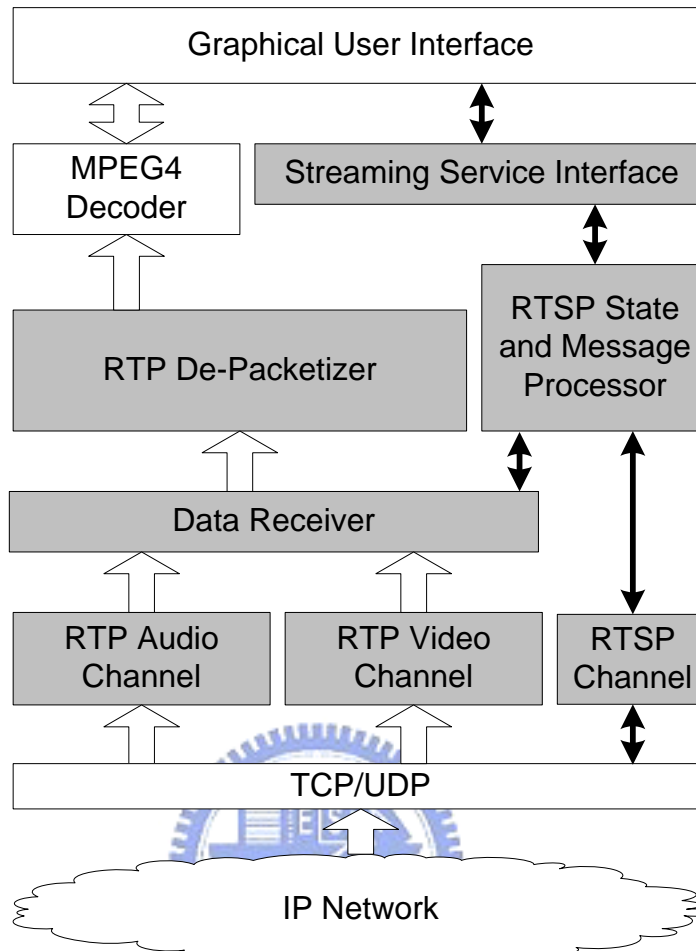 Graphical User Interface
MPEG4
Decoder
Streaming Service Interface
RTP De-Packetizer
RTSP State
and Message
Processor
Data Receiver
RTP Audio
Channel
RTP Video
Channel
RTSP
Channel
TCP/UDP
IP Network